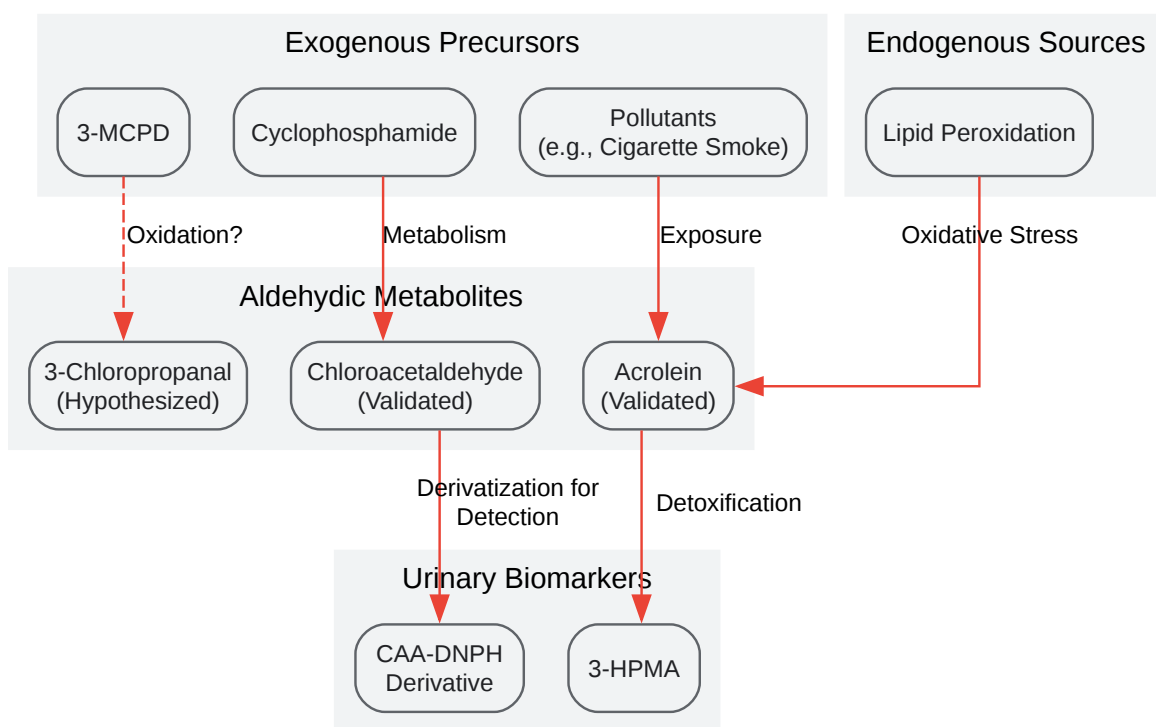 Exogenous Precursors
Endogenous Sources
3-MCPD
Cyclophosphamide
Pollutants
(e.g., Cigarette Smoke)
Lipid Peroxidation
Oxidation?
Metabolism
Exposure
Oxidative Stress
Aldehydic Metabolites
3-Chloropropanal
(Hypothesized)
Chloroacetaldehyde
(Validated)
Acrolein
(Validated)
Derivatization for
Detection
Detoxification
Urinary Biomarkers
CAA-DNPH
Derivative
3-HPMA